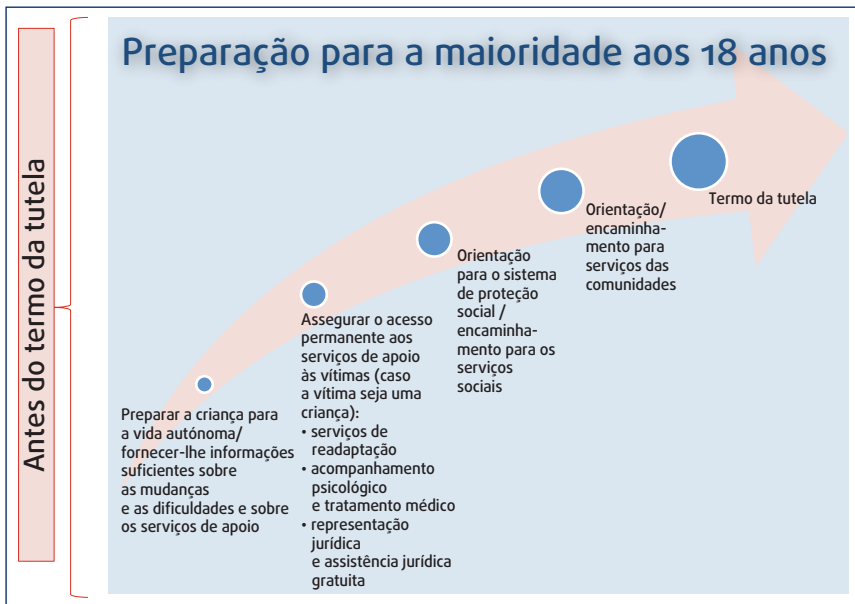 Antes do termo da tutela
Preparação para a maioridade aos 18 anos
Preparar a criança para
a vida autónoma/
fornecer-lhe informações
suficientes sobre
as mudanças
e as dificuldades e sobre
os serviços de apoio
Assegurar o acesso
permanente aos
serviços de apoio
às vítimas (caso
a vítima seja uma
criança):
• serviços de
readaptação
• acompanhamento
psicológico
e tratamento médico
• representação
jurídica
e assistência jurídica
gratuita
Orientação
para o sistema
de proteção
social /
encaminha-
mento para os
serviços
sociais
Orientação/
encaminha-
mento para
serviços das
comunidades
Termo da tutela